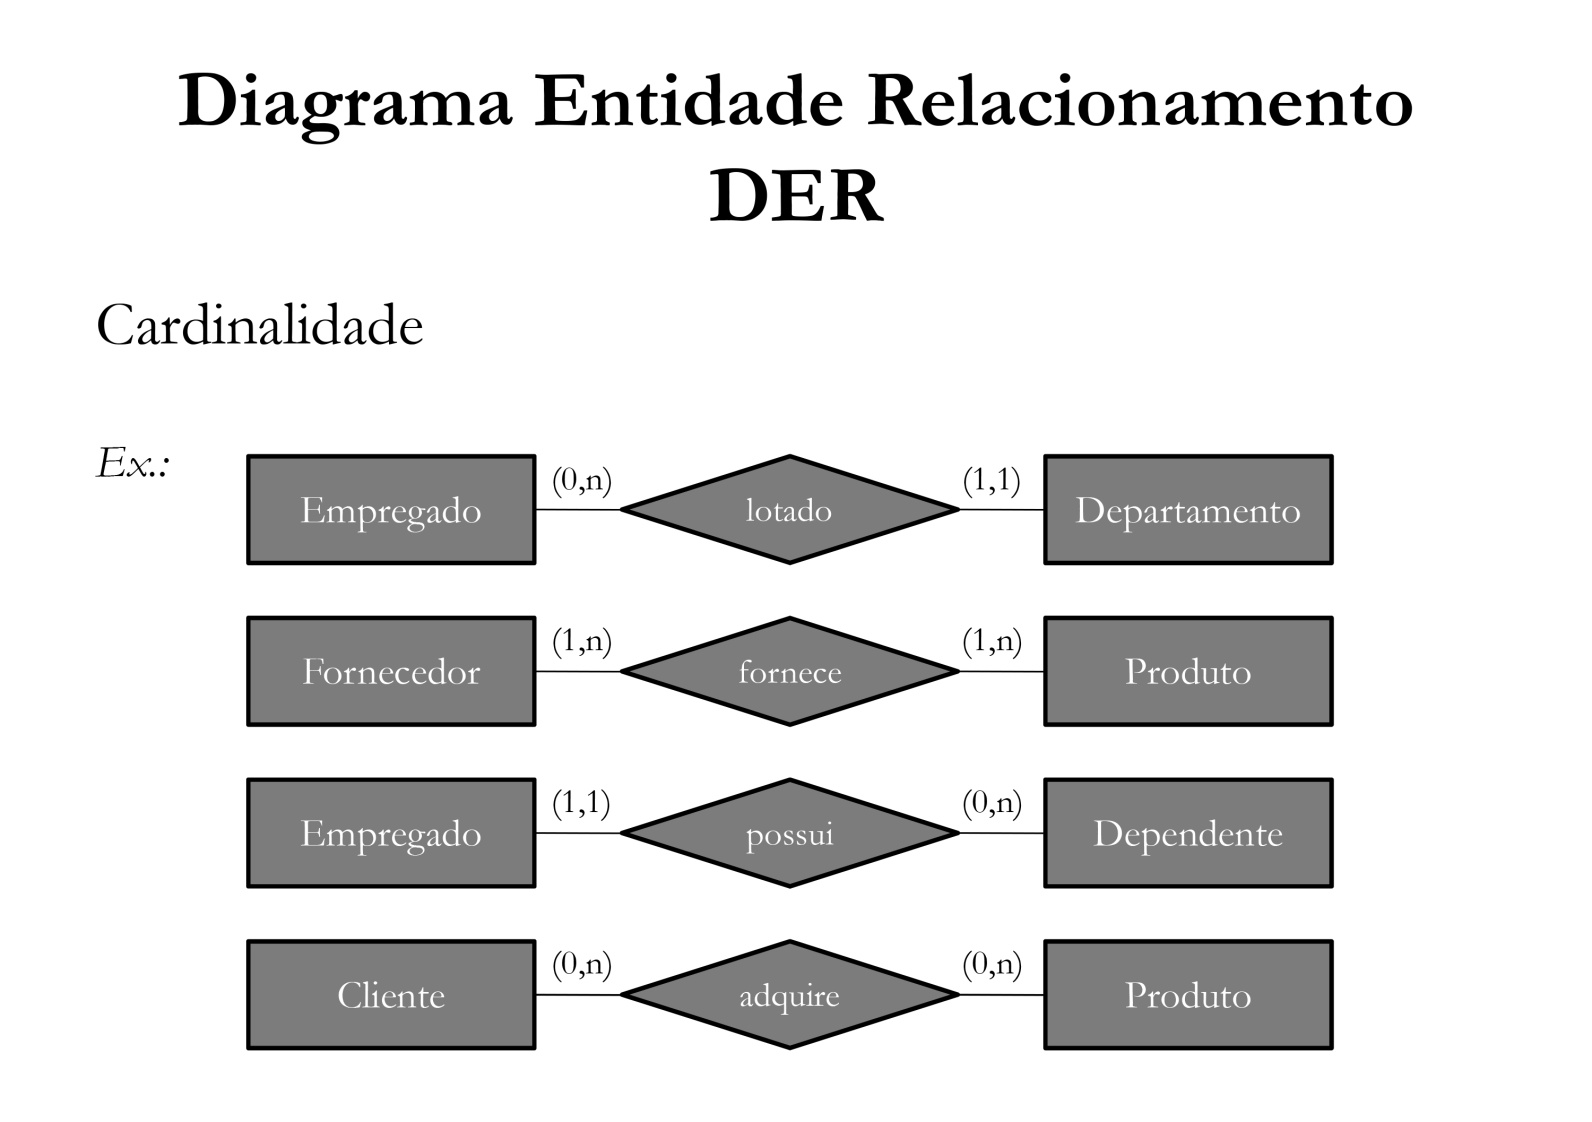 Diagrama Entidade Relacionamento
DER
Cardinalidade
Ex.:
Empregado (0,n) lotado (1,1) Departamento
Fornecedor (1,n) fornece (1,n) Produto
Empregado (1,1) possui (0,n) Dependente
Cliente (0,n) adquire (0,n) Produto